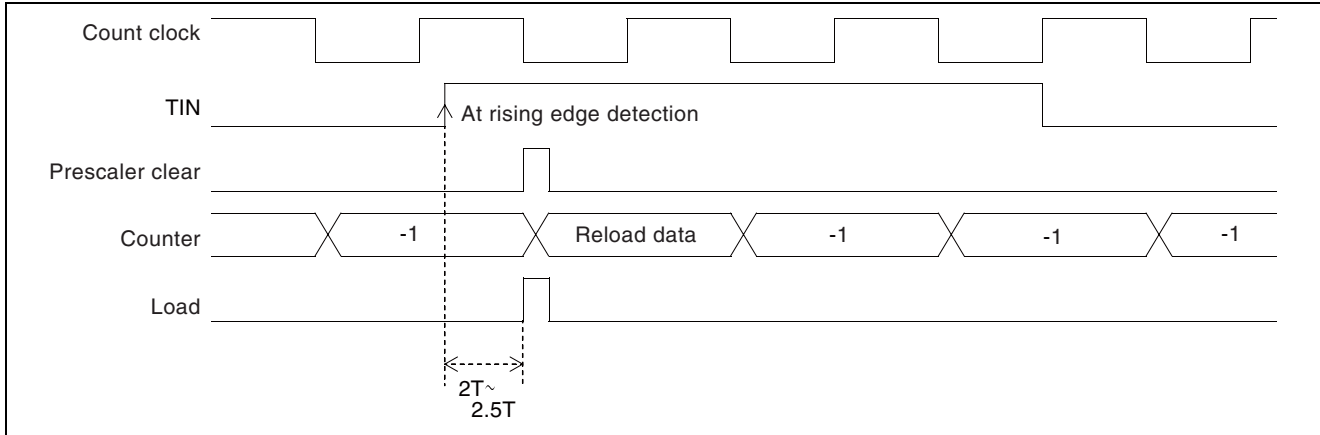 Count clock
TIN
At rising edge detection
Prescaler clear
Counter
-1
Reload data
-1
-1
-1
Load
2T~
2.5T